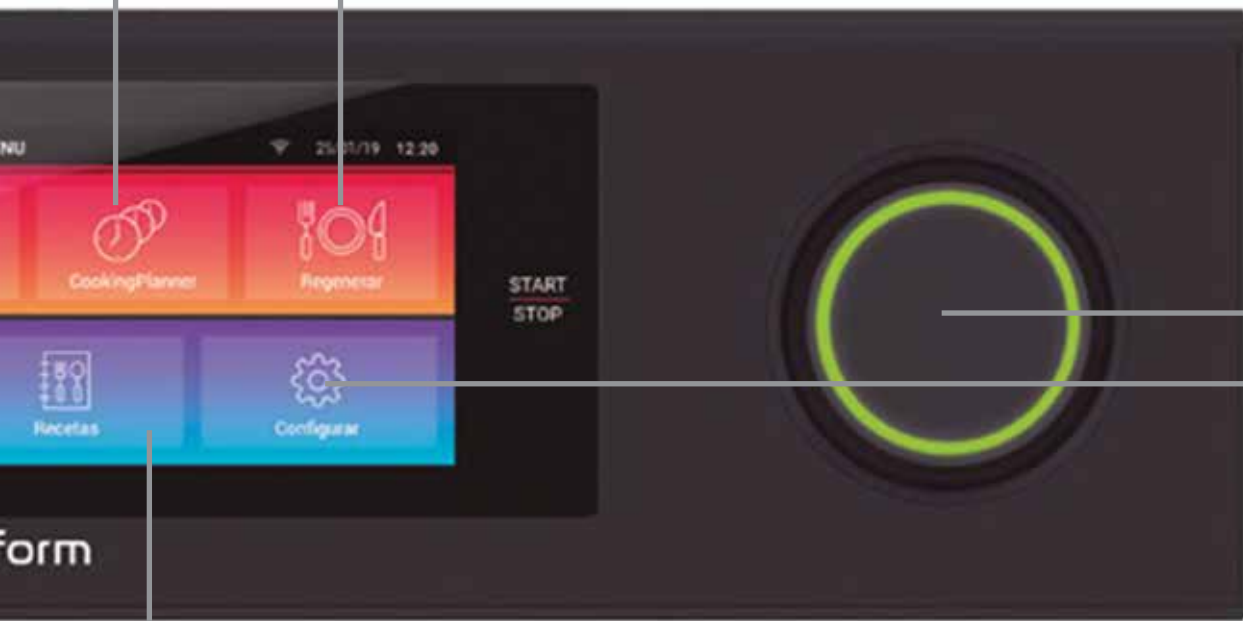 NU
25/01/19 12:20
CookingPlanner
Regenerar
START
STOP
Recetas
Configurar
form